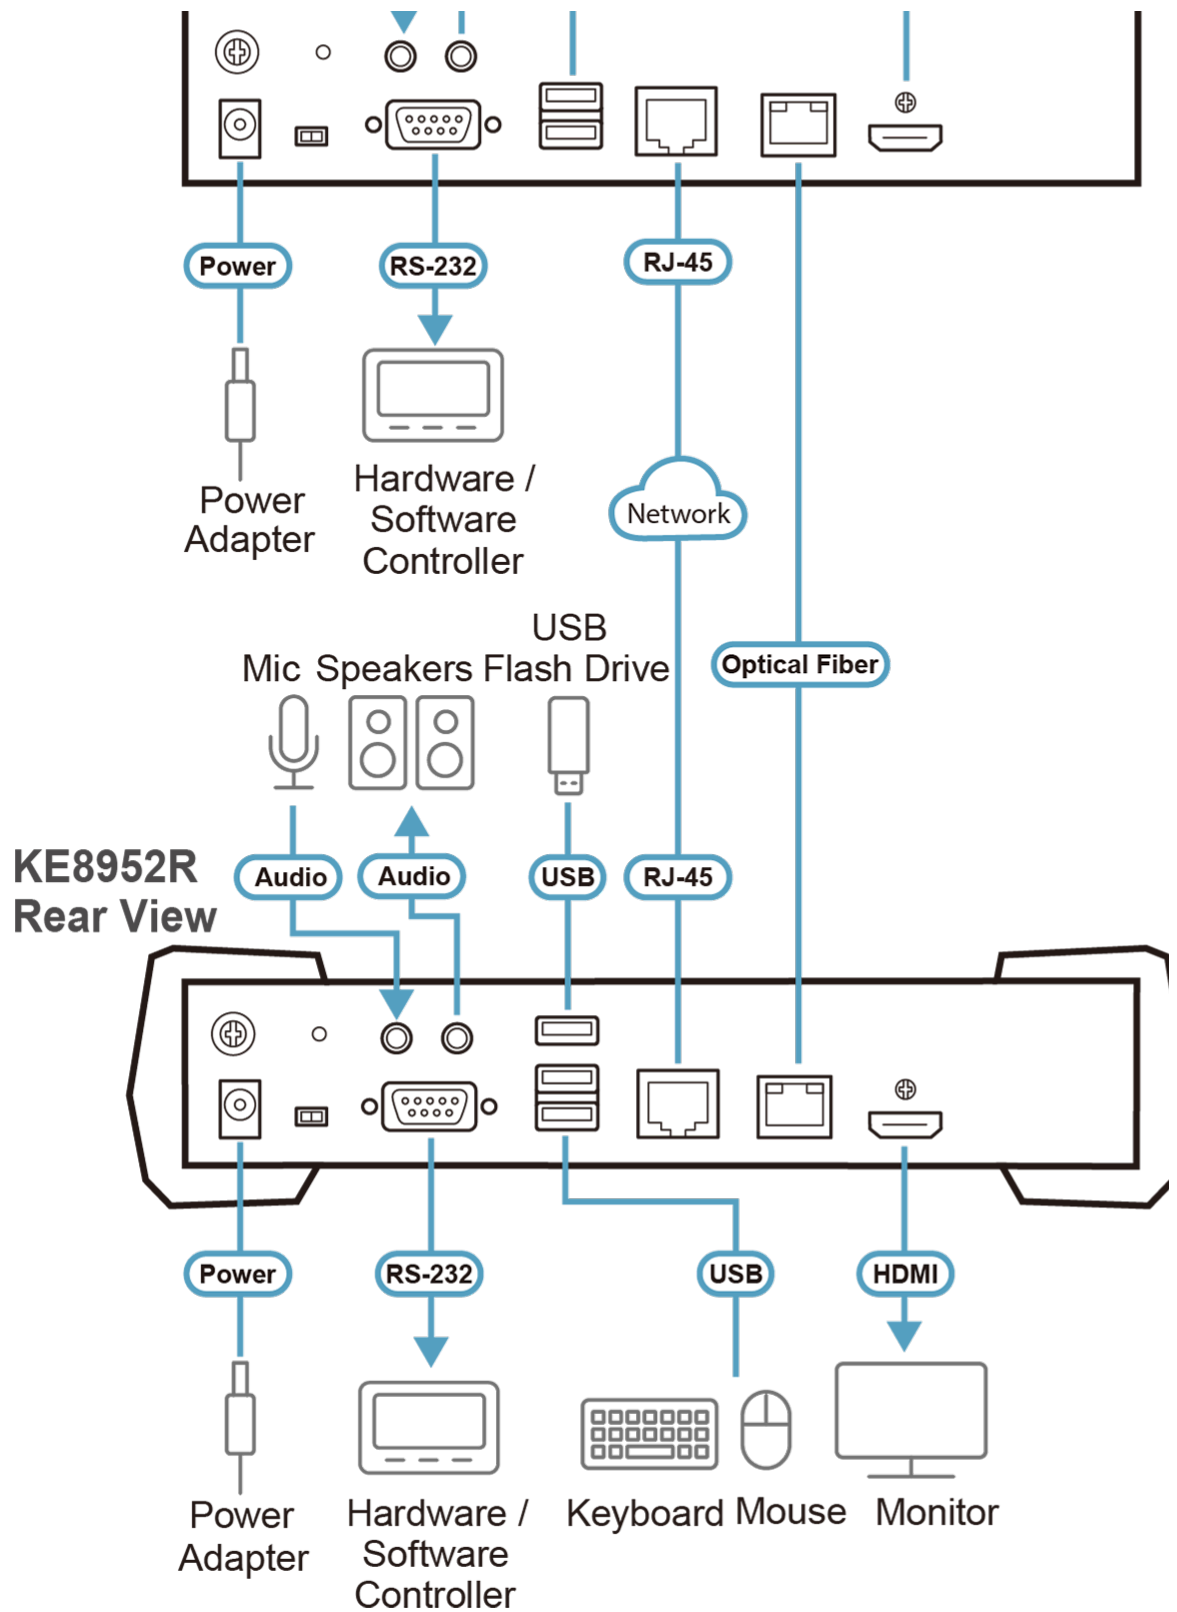 Power
RS-232
RJ-45
Power
Adapter
Hardware /
Software
Controller
Network
Optical Fiber
Mic
Speakers
USB
Flash Drive
KE8952R
Rear View
Audio
Audio
USB
RJ-45
Power
RS-232
USB
HDMI
Power
Adapter
Hardware /
Software
Controller
Keyboard
Mouse
Monitor